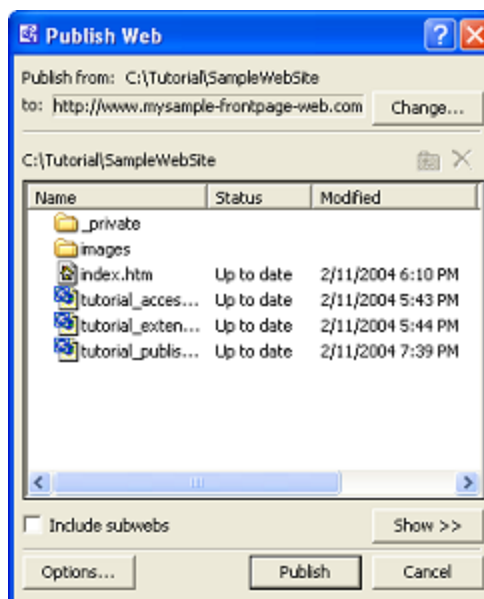 Publish Web
Publish from: C:\Tutorial\SampleWebSite
to: http://www.mysample-frontpage-web.com
Change...
C:\Tutorial\SampleWebSite
Name Status Modified
_private
images
index.htm Up to date 2/11/2004 6:10 PM
tutorial_acces... Up to date 2/11/2004 5:43 PM
tutorial_exten... Up to date 2/11/2004 5:44 PM
tutorial_publis... Up to date 2/11/2004 7:39 PM
Include subwebs
Show >>
Options... Publish Cancel